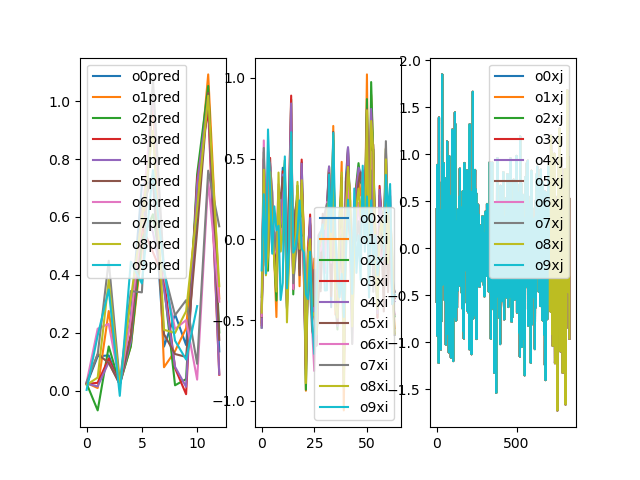 o0pred
o1pred
o2pred
o3pred
o4pred
o5pred
o6pred
o7pred
o8pred
o9pred
1.0
0.8
0.6
0.4
0.2
0.0
0
5
10
o0xi
o1xi
o2xi
o3xi
o4xi
o5xi
o6xi
o7xi
o8xi
o9xi
1.0
0.5
0.0
−0.5
−1.0
0
25
50
o0xj
o1xj
o2xj
o3xj
o4xj
o5xj
o6xj
o7xj
o8xj
o9xj
2.0
1.5
1.0
0.5
0.0
−0.5
−1.0
−1.5
0
500